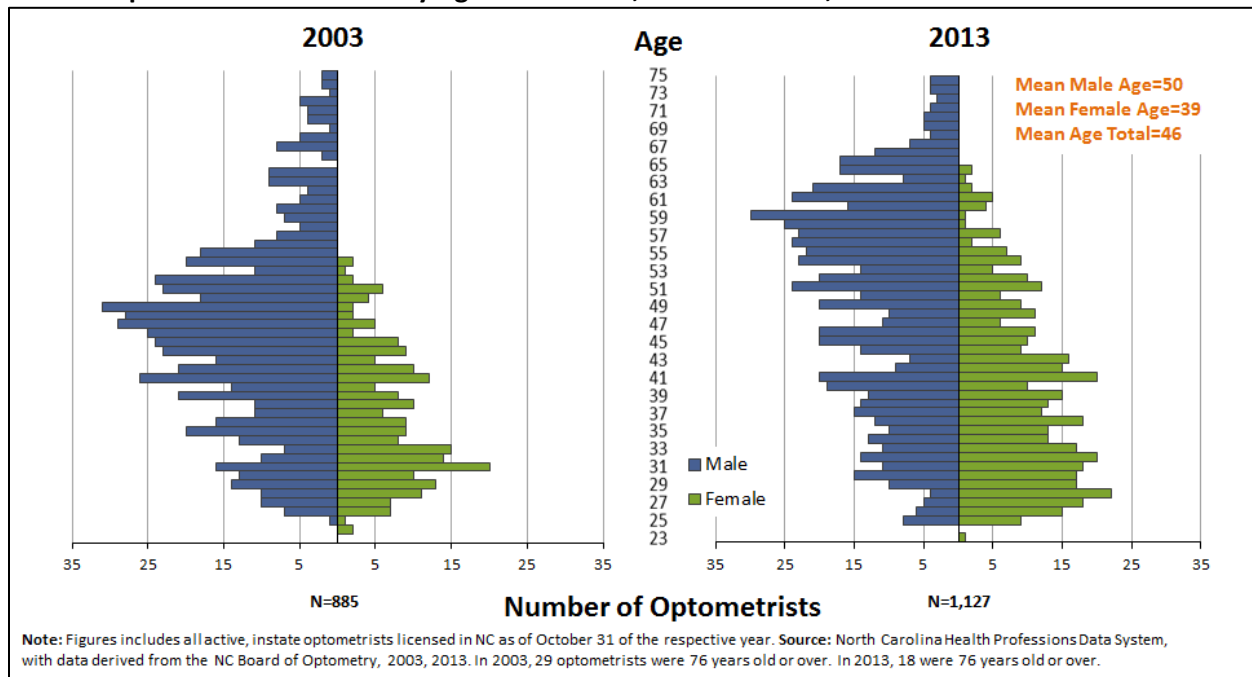 2003
Age
2013
75
73
71
69
67
65
63
61
59
57
55
53
51
49
47
45
43
41
39
37
35
33
31
29
27
25
23
Mean Male Age=50
Mean Female Age=39
Mean Age Total=46
Male
Female
35 25 15 5 5 15 25 35
35 25 15 5 5 15 25 35
N=885
Number of Optometrists
N=1,127
Note: Figures includes all active, instate optometrists licensed in NC as of October 31 of the respective year. Source: North Carolina Health Professions Data System,
with data derived from the NC Board of Optometry, 2003, 2013. In 2003, 29 optometrists were 76 years old or over. In 2013, 18 were 76 years old or over.